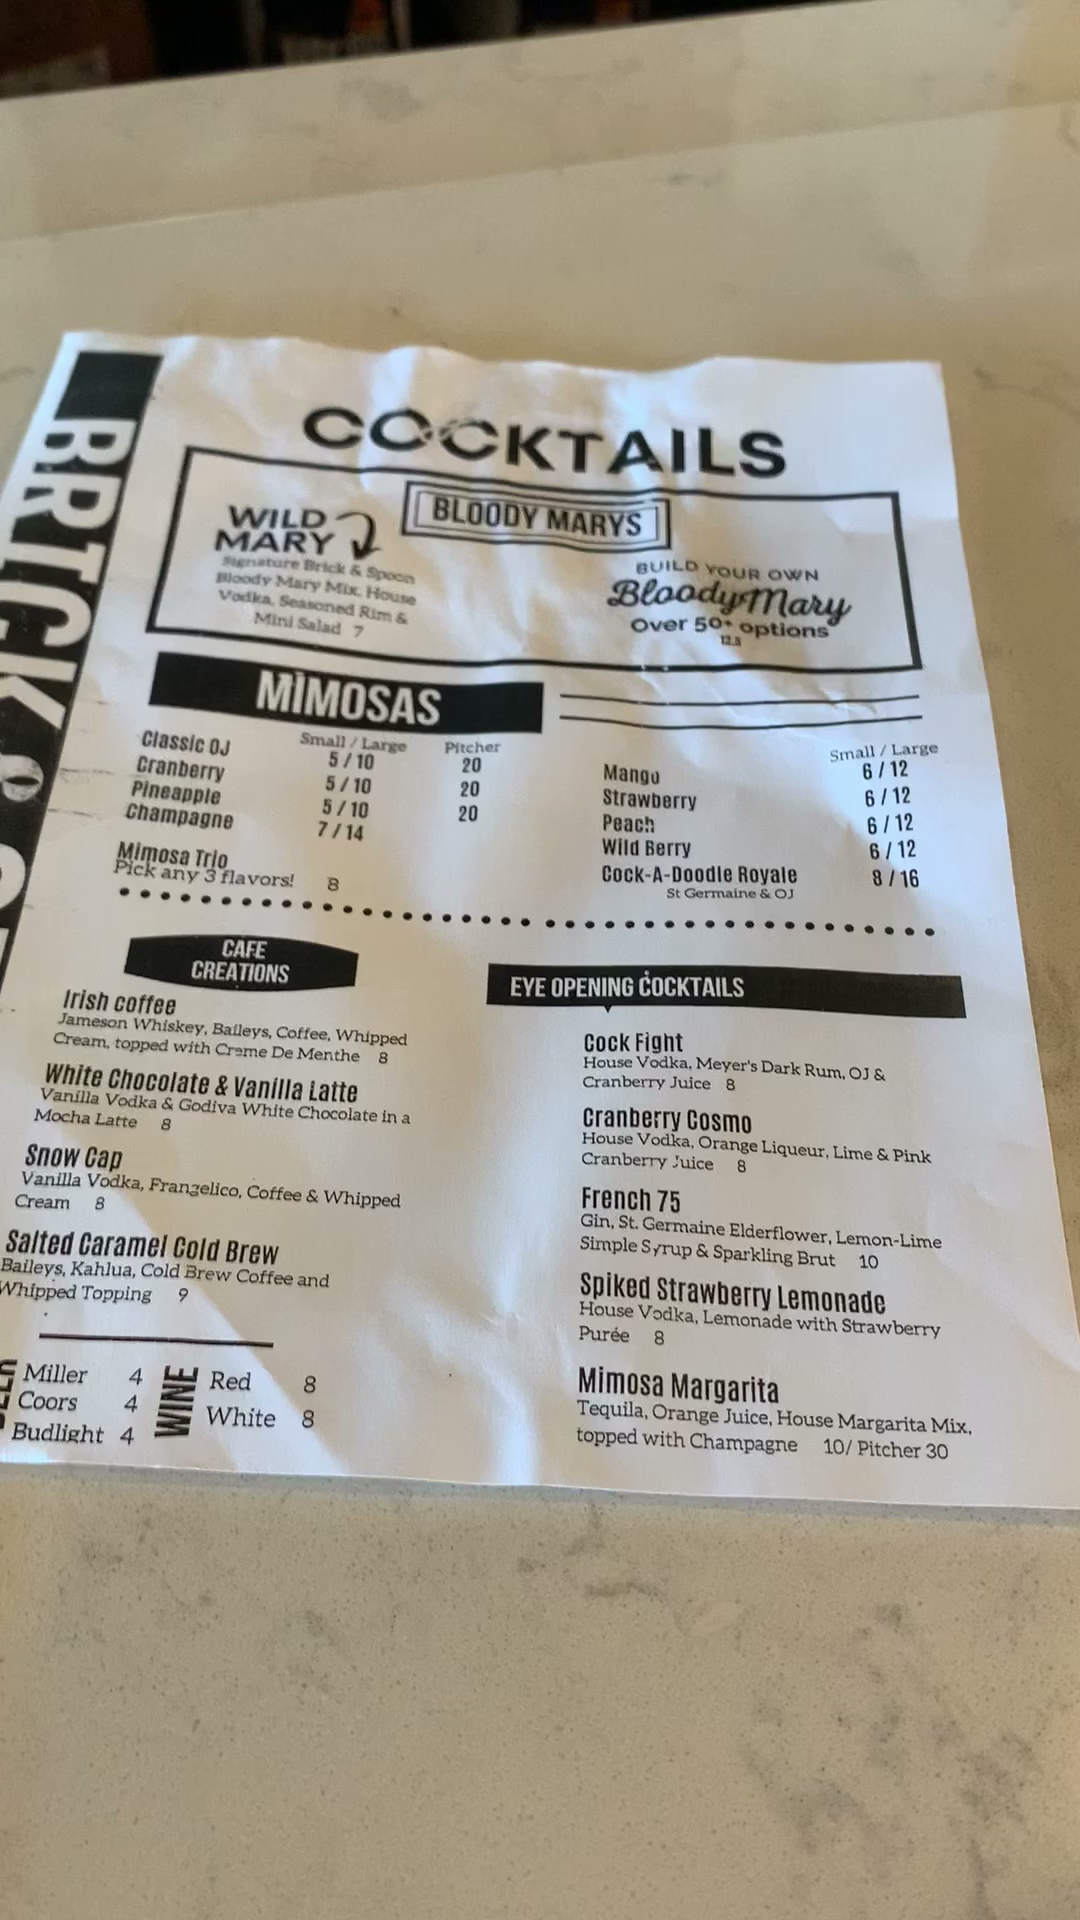 COCKTAILS
BLOODY MARYS
WILD
MARY
Signature Brick & Spoon
Bloody Mary Mix, House
Vodka, Seasoned Rim &
Mini Salad 7
BUILD YOUR OWN
Bloody Mary
Over 50+ options
MIMOSAS
Small / Large Pitcher
Classic OJ 5 / 10 20
Cranberry 5 / 10 20
Pineapple 5 / 10 20
Champagne 7 / 14
Mimosa Trio
Pick any 3 flavors! 8
Small / Large
Mango 6 / 12
Strawberry 6 / 12
Peach 6 / 12
Wild Berry 6 / 12
Cock-A-Doodle Royale 8 / 16
St Germaine & OJ
CAFE
CREATIONS
Irish coffee
Jameson Whiskey, Baileys, Coffee, Whipped
Cream, topped with Creme De Menthe 8
White Chocolate & Vanilla Latte
Vanilla Vodka & Godiva White Chocolate in a
Mocha Latte 8
Snow Cap
Vanilla Vodka, Frangelico, Coffee & Whipped
Cream 8
Salted Caramel Cold Brew
Baileys, Kahlua, Cold Brew Coffee and
Whipped Topping 9
Miller 4
Coors 4
Budlight 4
WINE
Red 8
White 8
EYE OPENING COCKTAILS
Cock Fight
House Vodka, Meyer's Dark Rum, OJ &
Cranberry Juice 8
Cranberry Cosmo
House Vodka, Orange Liqueur, Lime & Pink
Cranberry Juice 8
French 75
Gin, St. Germaine Elderflower, Lemon-Lime
Simple Syrup & Sparkling Brut 10
Spiked Strawberry Lemonade
House Vodka, Lemonade with Strawberry
Purée 8
Mimosa Margarita
Tequila, Orange Juice, House Margarita Mix,
topped with Champagne 10/ Pitcher 30
BRICK &